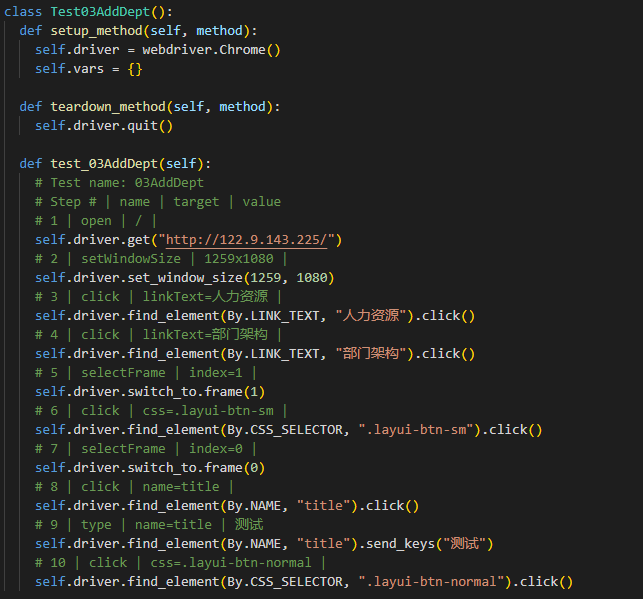 class Test03AddDept():
  def setup_method(self, method):
    self.driver = webdriver.Chrome()
    self.vars = {}
  def teardown_method(self, method):
    self.driver.quit()
  def test_03AddDept(self):
    # Test name: 03AddDept
    # Step # | name | target | value
    # 1 | open | / |
    self.driver.get("http://122.9.143.225/")
    # 2 | setWindowSize | 1259x1080 |
    self.driver.set_window_size(1259, 1080)
    # 3 | click | linkText=人力资源 |
    self.driver.find_element(By.LINK_TEXT, "人力资源").click()
    # 4 | click | linkText=部门架构 |
    self.driver.find_element(By.LINK_TEXT, "部门架构").click()
    # 5 | selectFrame | index=1 |
    self.driver.switch_to.frame(1)
    # 6 | click | css=.layui-btn-sm |
    self.driver.find_element(By.CSS_SELECTOR, ".layui-btn-sm").click()
    # 7 | selectFrame | index=0 |
    self.driver.switch_to.frame(0)
    # 8 | click | name=title |
    self.driver.find_element(By.NAME, "title").click()
    # 9 | type | name=title | 测试
    self.driver.find_element(By.NAME, "title").send_keys("测试")
    # 10 | click | css=.layui-btn-normal |
    self.driver.find_element(By.CSS_SELECTOR, ".layui-btn-normal").click()